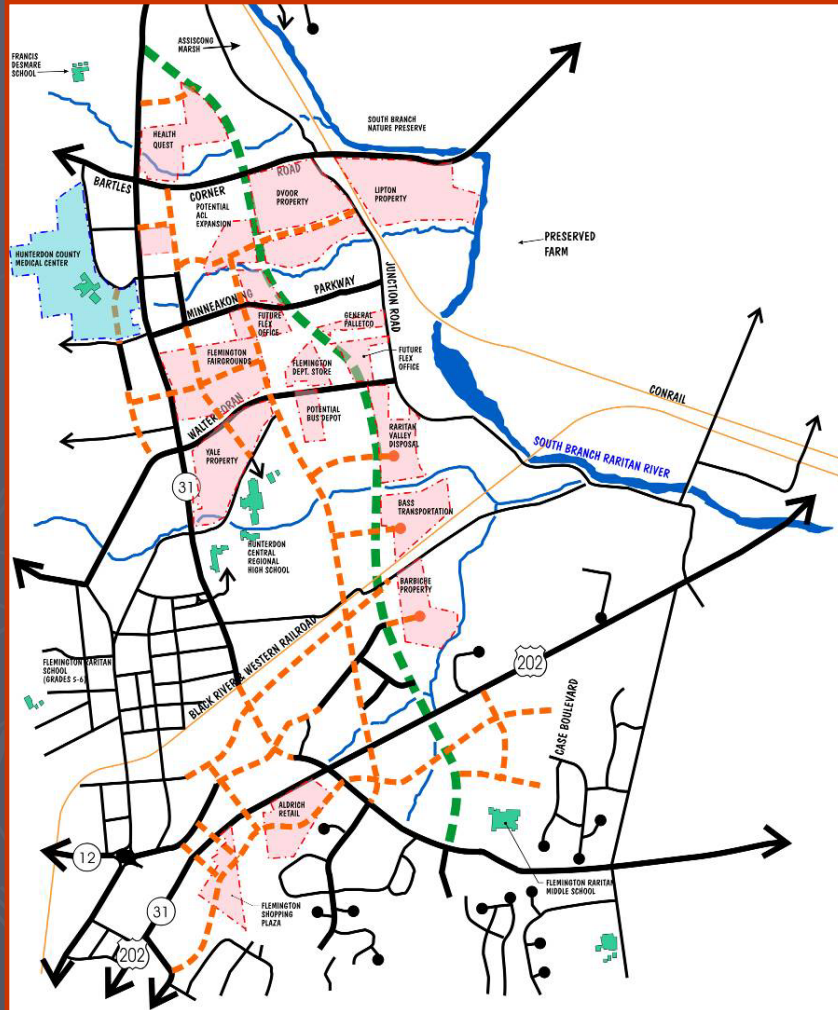 ASSISCONG
MARSH
FRANCIS
DESMARE
SCHOOL
SOUTH BRANCH
NATURE PRESERVE
HEALTH
QUEST
BARTLES
CORNER
ROAD
POTENTIAL
ACL
EXPANSION
DVOOR
PROPERTY
LIPTON
PROPERTY
PRESERVED
FARM
HUNTERDON COUNTY
MEDICAL CENTER
MINNEAKONING
PARKWAY
JUNCTION ROAD
FUTURE
FLEX
OFFICE
GENERAL
PALLETCO
FUTURE
FLEX
OFFICE
FLEMINGTON
FAIRGROUNDS
FLEMINGTON
DEPT. STORE
CONRAIL
WALTER FORAN
POTENTIAL
BUS DEPOT
RARITAN
VALLEY
DISPOSAL
YALE
PROPERTY
SOUTH BRANCH RARITAN RIVER
31
BASS
TRANSPORTATION
HUNTERDON
CENTRAL
REGIONAL
HIGH SCHOOL
BARBICHE
PROPERTY
BLACK RIVER & WESTERN RAILROAD
FLEMINGTON RARITAN
SCHOOL
(GRADES 5-6)
202
CASE BOULEVARD
ALDRICH
RETAIL
12
FLEMINGTON RARITAN
MIDDLE SCHOOL
31
FLEMINGTON
SHOPPING
PLAZA
202